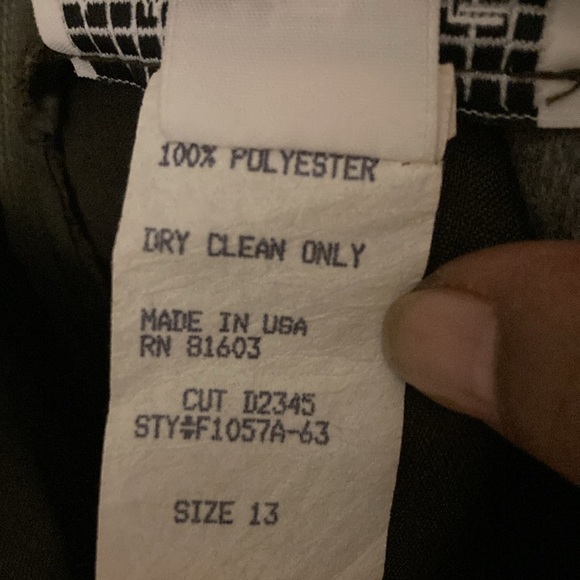 100% POLYESTER
DRY CLEAN ONLY
MADE IN USA
RN 81603
CUT D2345
STY#F1057A-63
SIZE 13